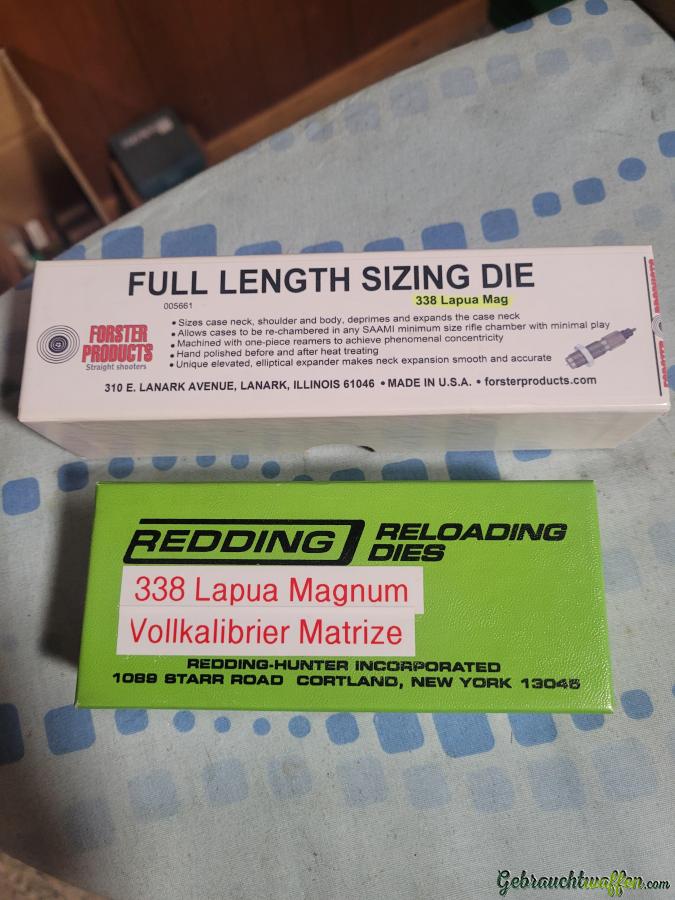 FULL LENGTH SIZING DIE
338 Lapua Mag
005661
• Sizes case neck, shoulder and body, deprimes and expands the case neck
• Allows cases to be re-chambered in any SAAMI minimum size rifle chamber with minimal play
• Machined with one-piece reamers to achieve phenomenal concentricity
• Hand polished before and after heat treating
• Unique elevated, elliptical expander makes neck expansion smooth and accurate
FORSTER
PRODUCTS
Straight shooters
310 E. LANARK AVENUE, LANARK, ILLINOIS 61046 • MADE IN U.S.A. • forsterproducts.com
PRODUCTS
REDDING RELOADING
DIES
338 Lapua Magnum
Vollkalibrier Matrize
REDDING-HUNTER INCORPORATED
1089 STARR ROAD CORTLAND, NEW YORK 13045
Gebrauchtwaffen.com